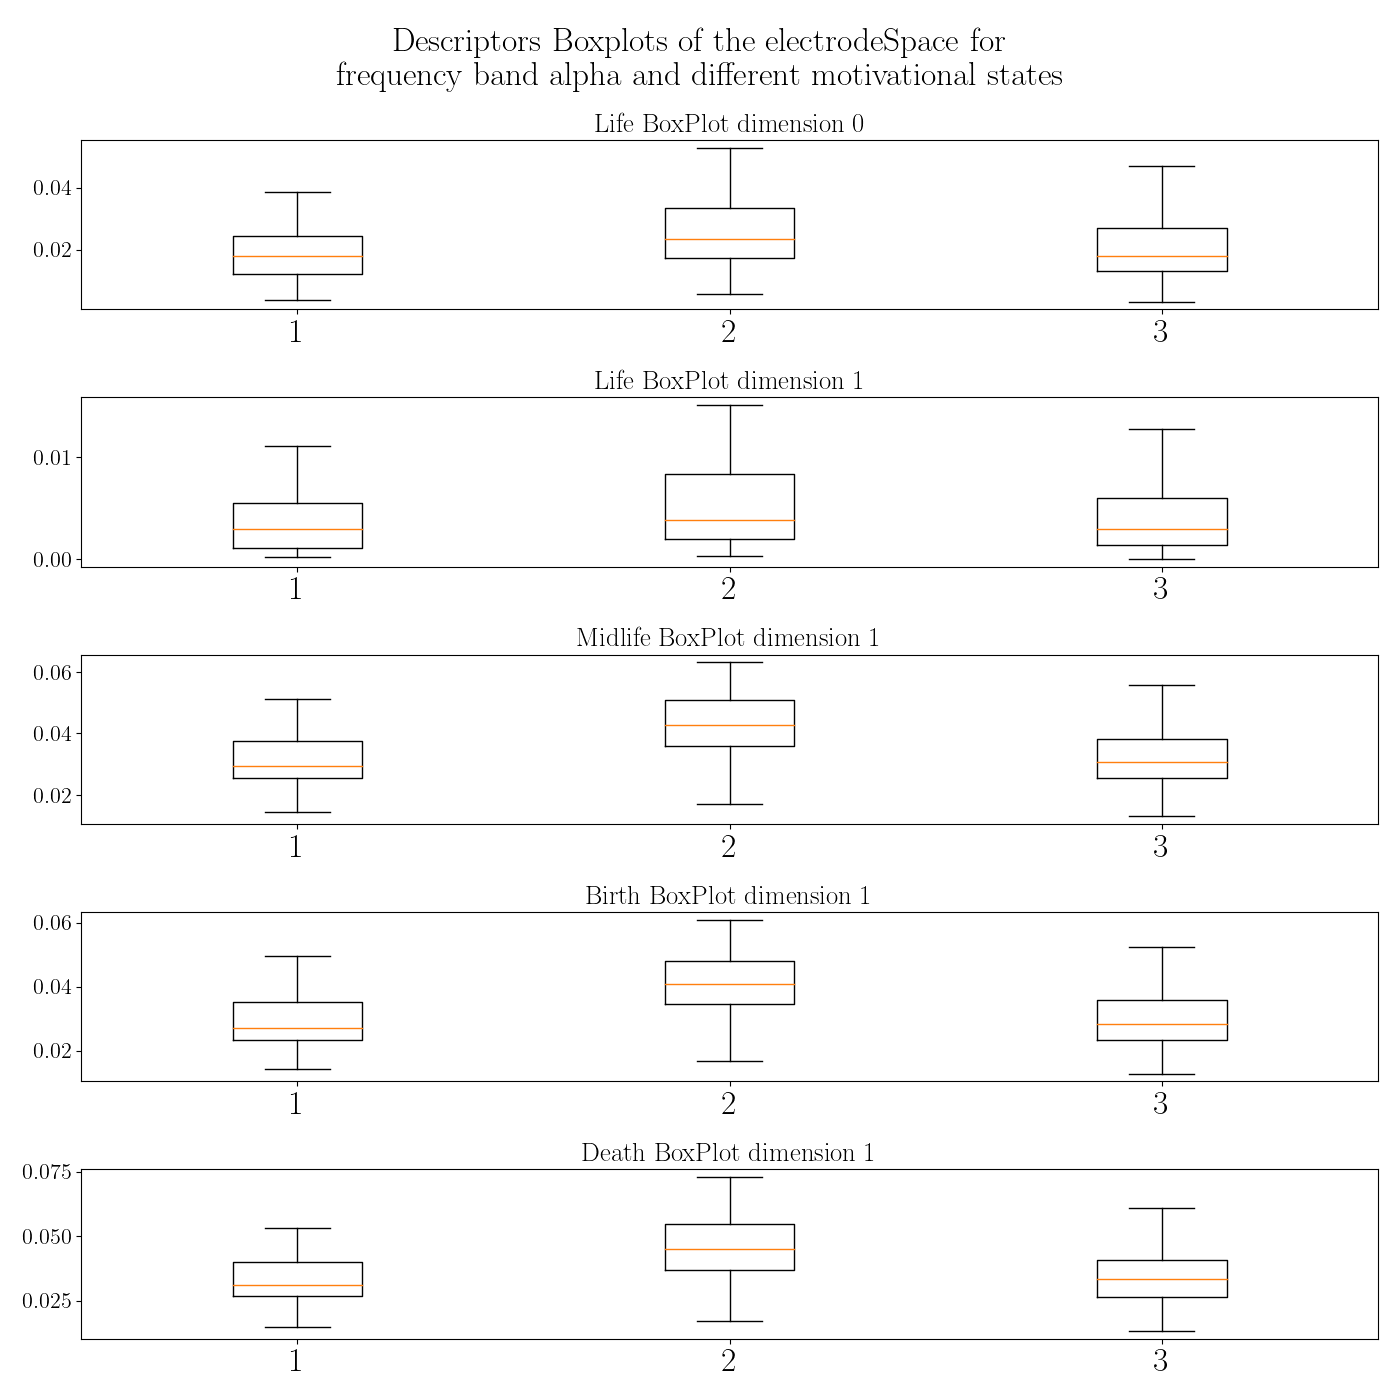 Descriptors Boxplots of the electrodeSpace for
frequency band alpha and different motivational states
Life BoxPlot dimension 0
0.04
0.02
1 2 3
Life BoxPlot dimension 1
0.01
0.00
1 2 3
Midlife BoxPlot dimension 1
0.06
0.04
0.02
1 2 3
Birth BoxPlot dimension 1
0.06
0.04
0.02
1 2 3
Death BoxPlot dimension 1
0.075
0.050
0.025
1 2 3